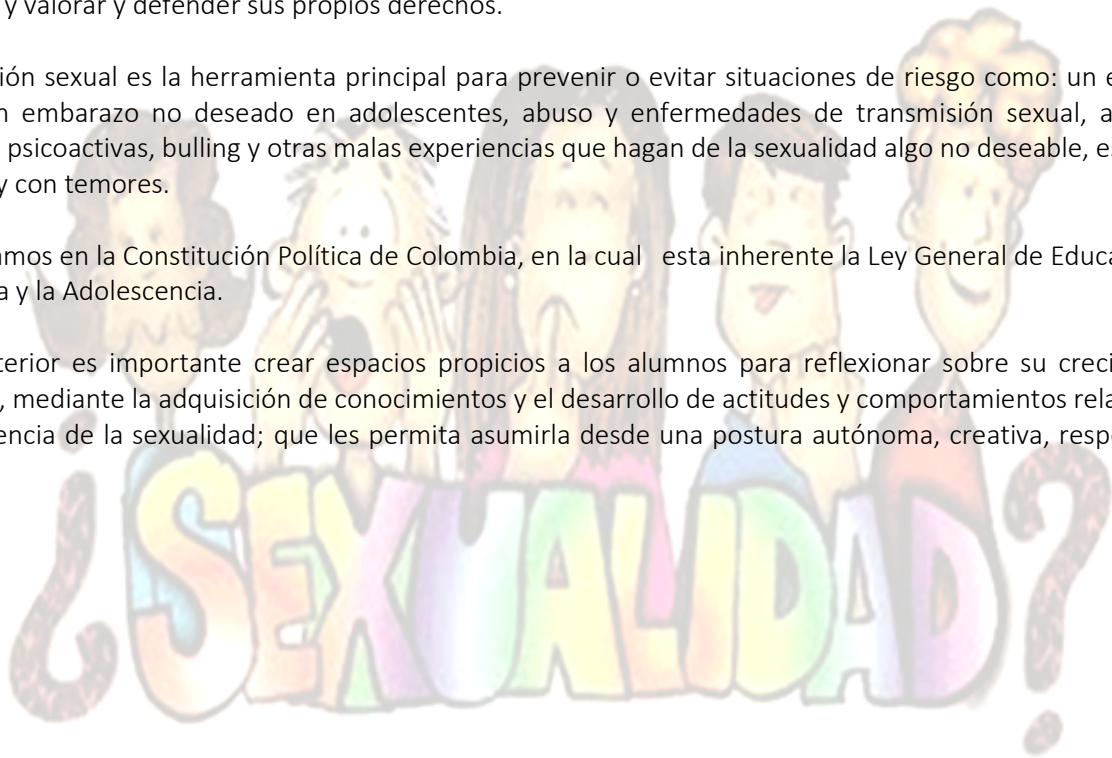 y valorar y defender sus propios derechos.
ión sexual es la herramienta principal para prevenir o evitar situaciones de riesgo como: un e
n embarazo no deseado en adolescentes, abuso y enfermedades de transmisión sexual, a
psicoactivas, bulling y otras malas experiencias que hagan de la sexualidad algo no deseable, es
y con temores.
amos en la Constitución Política de Colombia, en la cual esta inherente la Ley General de Educa
a y la Adolescencia.
terior es importante crear espacios propicios a los alumnos para reflexionar sobre su creci
, mediante la adquisición de conocimientos y el desarrollo de actitudes y comportamientos rela
encia de la sexualidad; que les permita asumirla desde una postura autónoma, creativa, respo
¿SEXUALIDAD?